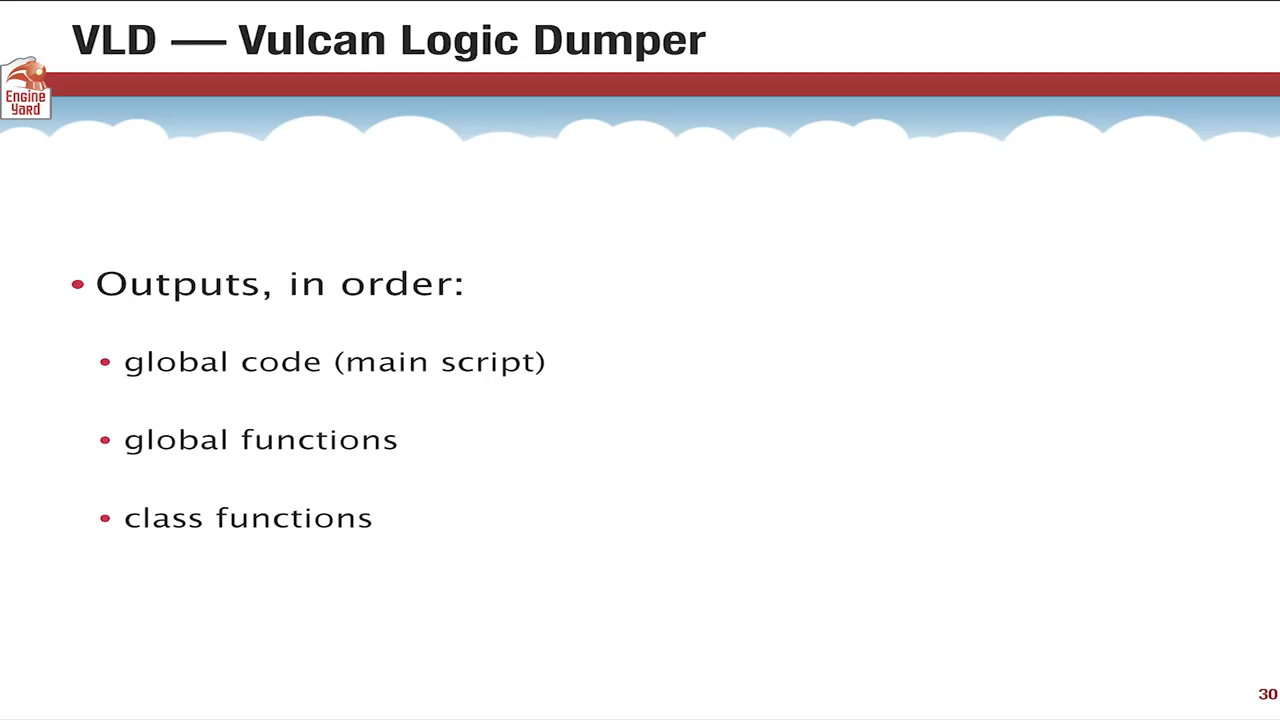 VLD — Vulcan Logic Dumper
Engine
Yard
• Outputs, in order:
• global code (main script)
• global functions
• class functions
30